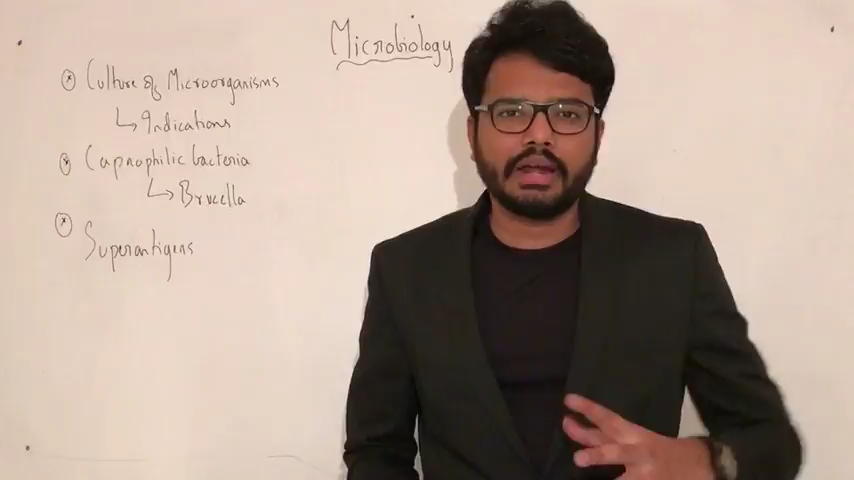 Microbiology
* Culture of Microorganisms
↳ Indications
* Capnophilic bacteria
↳ Brucella
* Superantigens